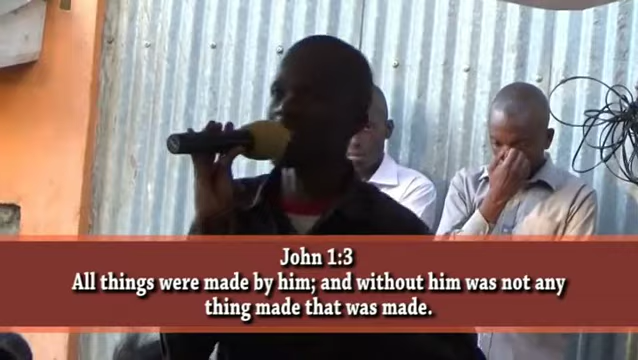 John 1:3
All things were made by him; and without him was not any
thing made that was made.